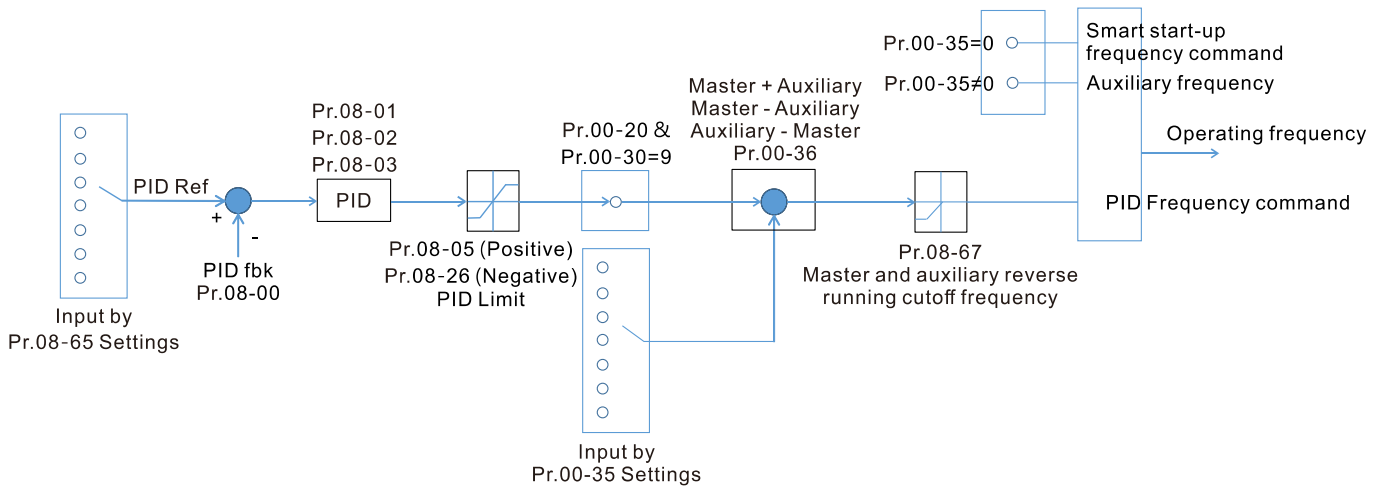 Pr.00-35=0
Smart start-up
frequency command
Pr.00-35≠0
Auxiliary frequency
Operating frequency
PID Frequency command
Master + Auxiliary
Master - Auxiliary
Auxiliary - Master
Pr.00-36
Pr.08-01
Pr.08-02
Pr.08-03
PID
Pr.00-20 &
Pr.00-30=9
PID Ref
+
-
PID fbk
Pr.08-00
Input by
Pr.08-65 Settings
Pr.08-05 (Positive)
Pr.08-26 (Negative)
PID Limit
Pr.08-67
Master and auxiliary reverse
running cutoff frequency
Input by
Pr.00-35 Settings